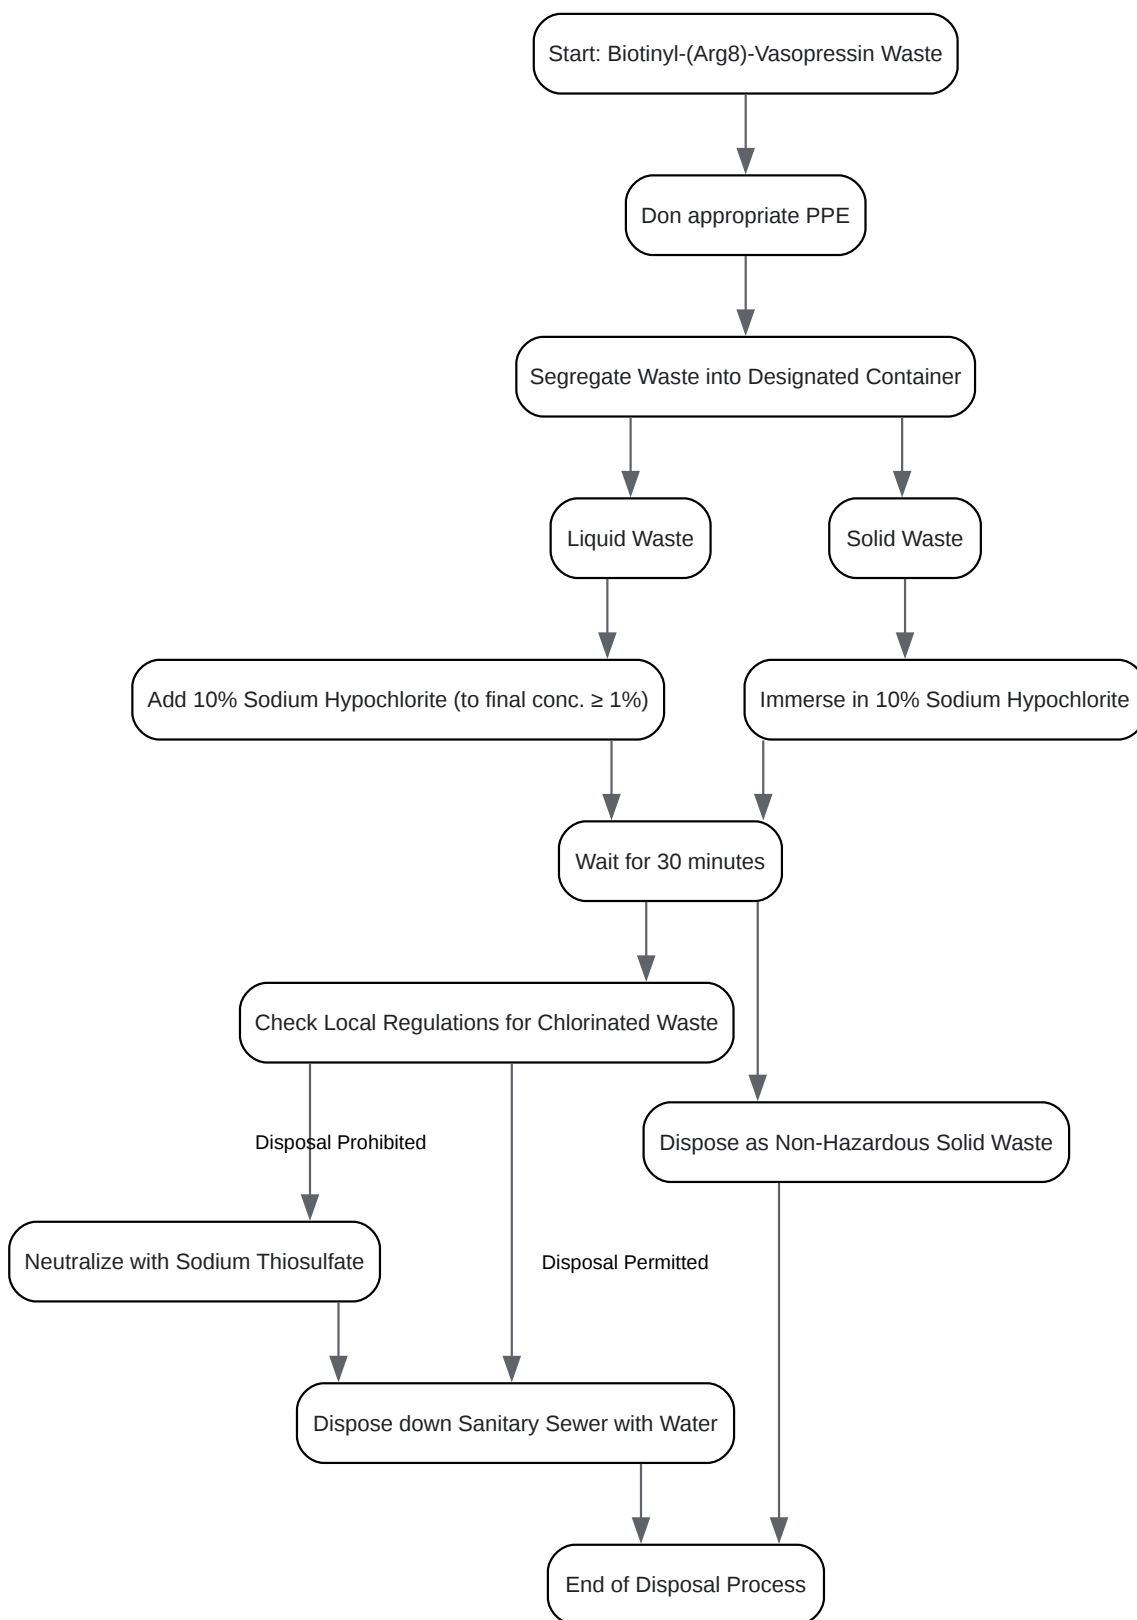 Start: Biotinyl-(Arg8)-Vasopressin Waste
Don appropriate PPE
Segregate Waste into Designated Container
Liquid Waste
Solid Waste
Add 10% Sodium Hypochlorite (to final conc. ≥ 1%)
Immerse in 10% Sodium Hypochlorite
Wait for 30 minutes
Check Local Regulations for Chlorinated Waste
Disposal Prohibited
Dispose as Non-Hazardous Solid Waste
Neutralize with Sodium Thiosulfate
Disposal Permitted
Dispose down Sanitary Sewer with Water
End of Disposal Process